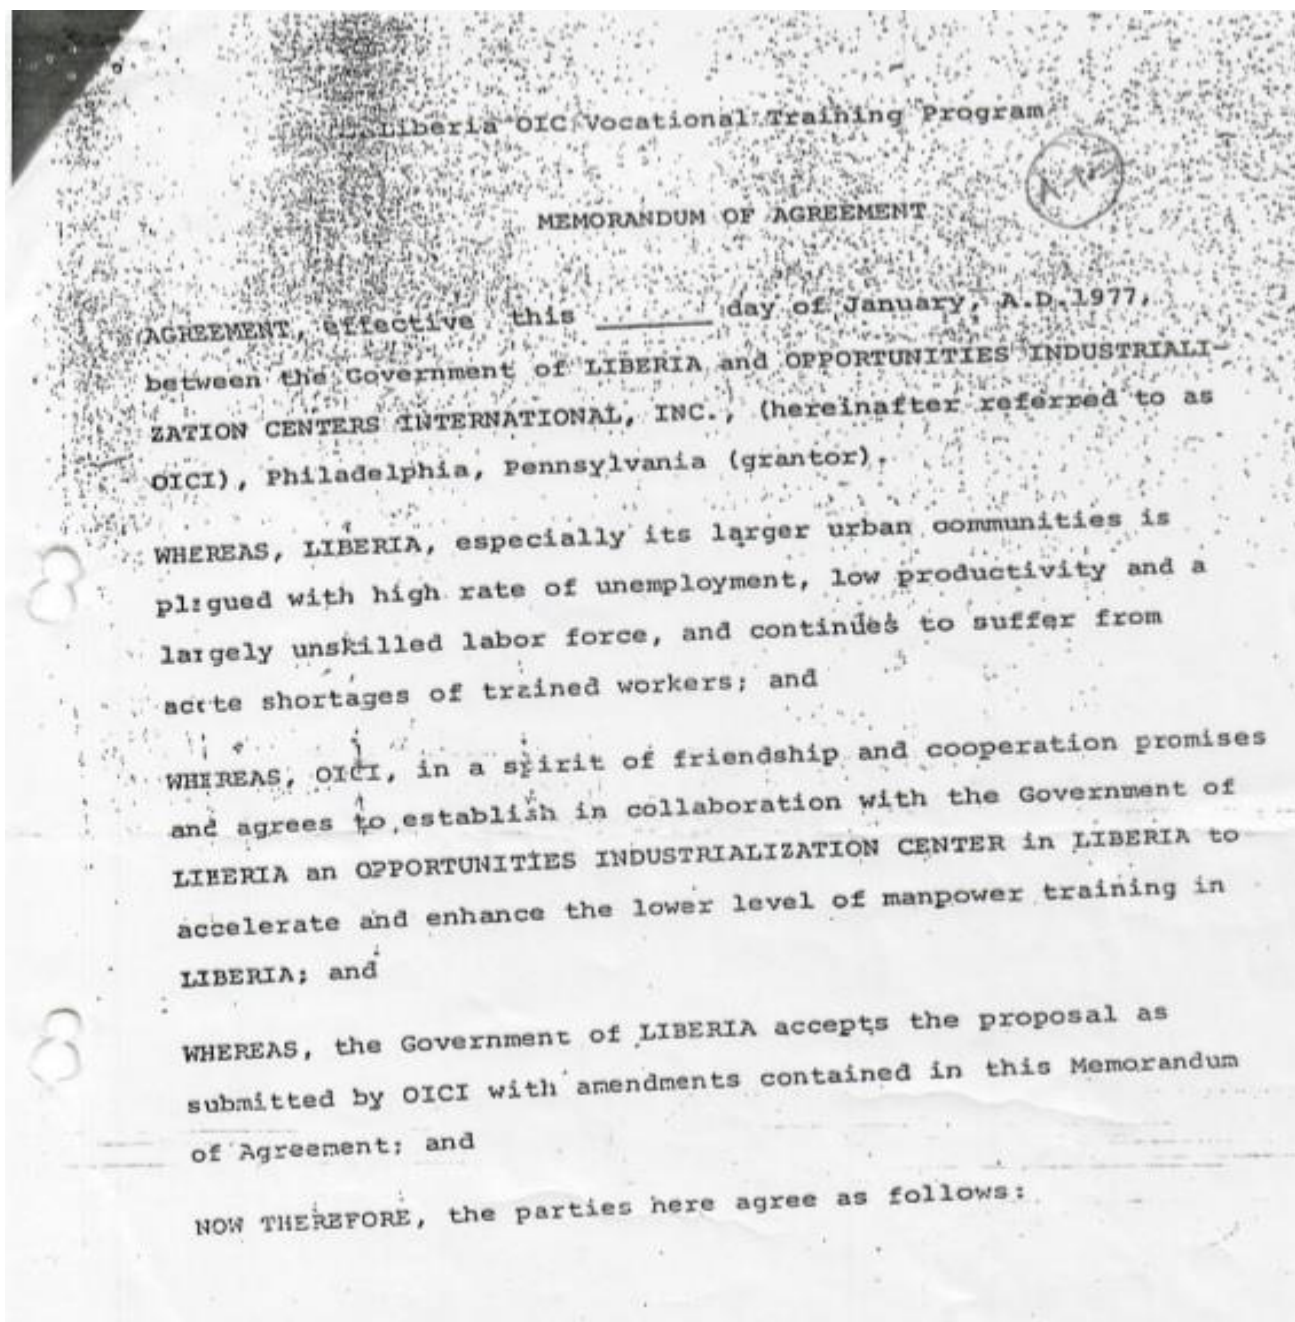 Liberia OIC Vocational Training Program
MEMORANDUM OF AGREEMENT
AGREEMENT, effective this ______ day of January, A.D.1977,
between the Government of LIBERIA and OPPORTUNITIES INDUSTRIALI-
ZATION CENTERS INTERNATIONAL, INC., (hereinafter referred to as
OICI), Philadelphia, Pennsylvania (grantor).
WHEREAS, LIBERIA, especially its larger urban communities is
plagued with high rate of unemployment, low productivity and a
largely unskilled labor force, and continues to suffer from
acute shortages of trained workers; and
WHEREAS, OICI, in a spirit of friendship and cooperation promises
and agrees to establish in collaboration with the Government of
LIBERIA an OPPORTUNITIES INDUSTRIALIZATION CENTER in LIBERIA to
accelerate and enhance the lower level of manpower training in
LIBERIA; and
WHEREAS, the Government of LIBERIA accepts the proposal as
submitted by OICI with amendments contained in this Memorandum
of Agreement; and
NOW THEREFORE, the parties here agree as follows: